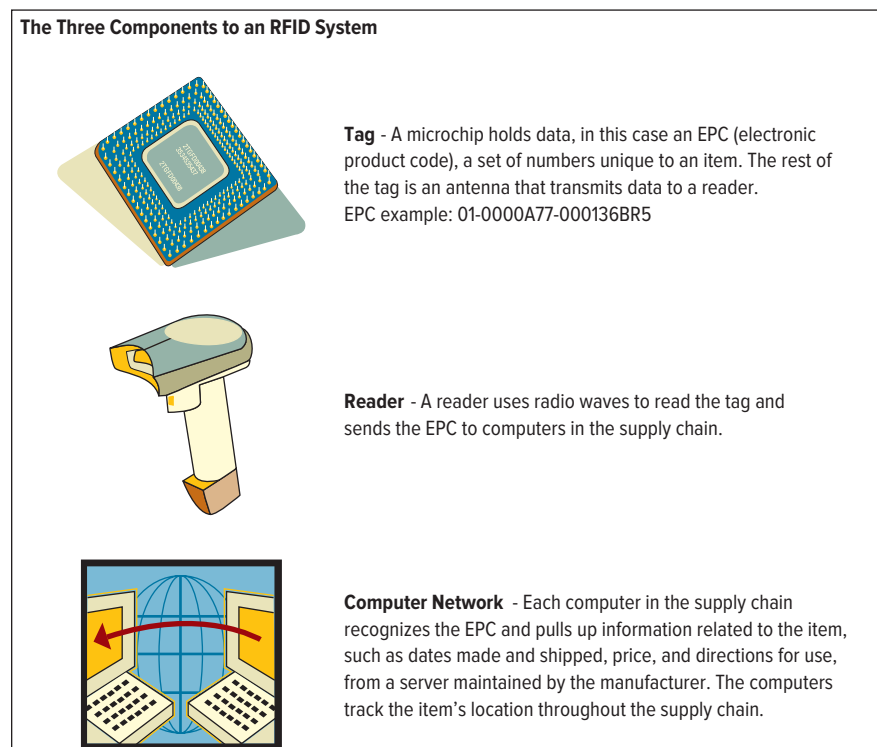 The Three Components to an RFID System
2TGFD00AOB
Tag - A microchip holds data, in this case an EPC (electronic
product code), a set of numbers unique to an item. The rest of
the tag is an antenna that transmits data to a reader.
EPC example: 01-0000A77-000136BR5
Reader - A reader uses radio waves to read the tag and
sends the EPC to computers in the supply chain.
Computer Network - Each computer in the supply chain
recognizes the EPC and pulls up information related to the item,
such as dates made and shipped, price, and directions for use,
from a server maintained by the manufacturer. The computers
track the item's location throughout the supply chain.